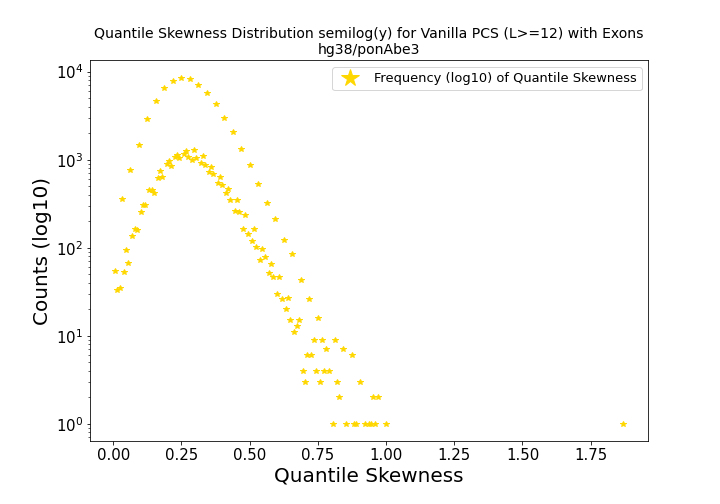 Quantile Skewness Distribution semilog(y) for Vanilla PCS (L>=12) with Exons
hg38/ponAbe3
Frequency (log10) of Quantile Skewness
Counts (log10)
10⁴
10³
10²
10¹
10⁰
0.00 0.25 0.50 0.75 1.00 1.25 1.50 1.75
Quantile Skewness